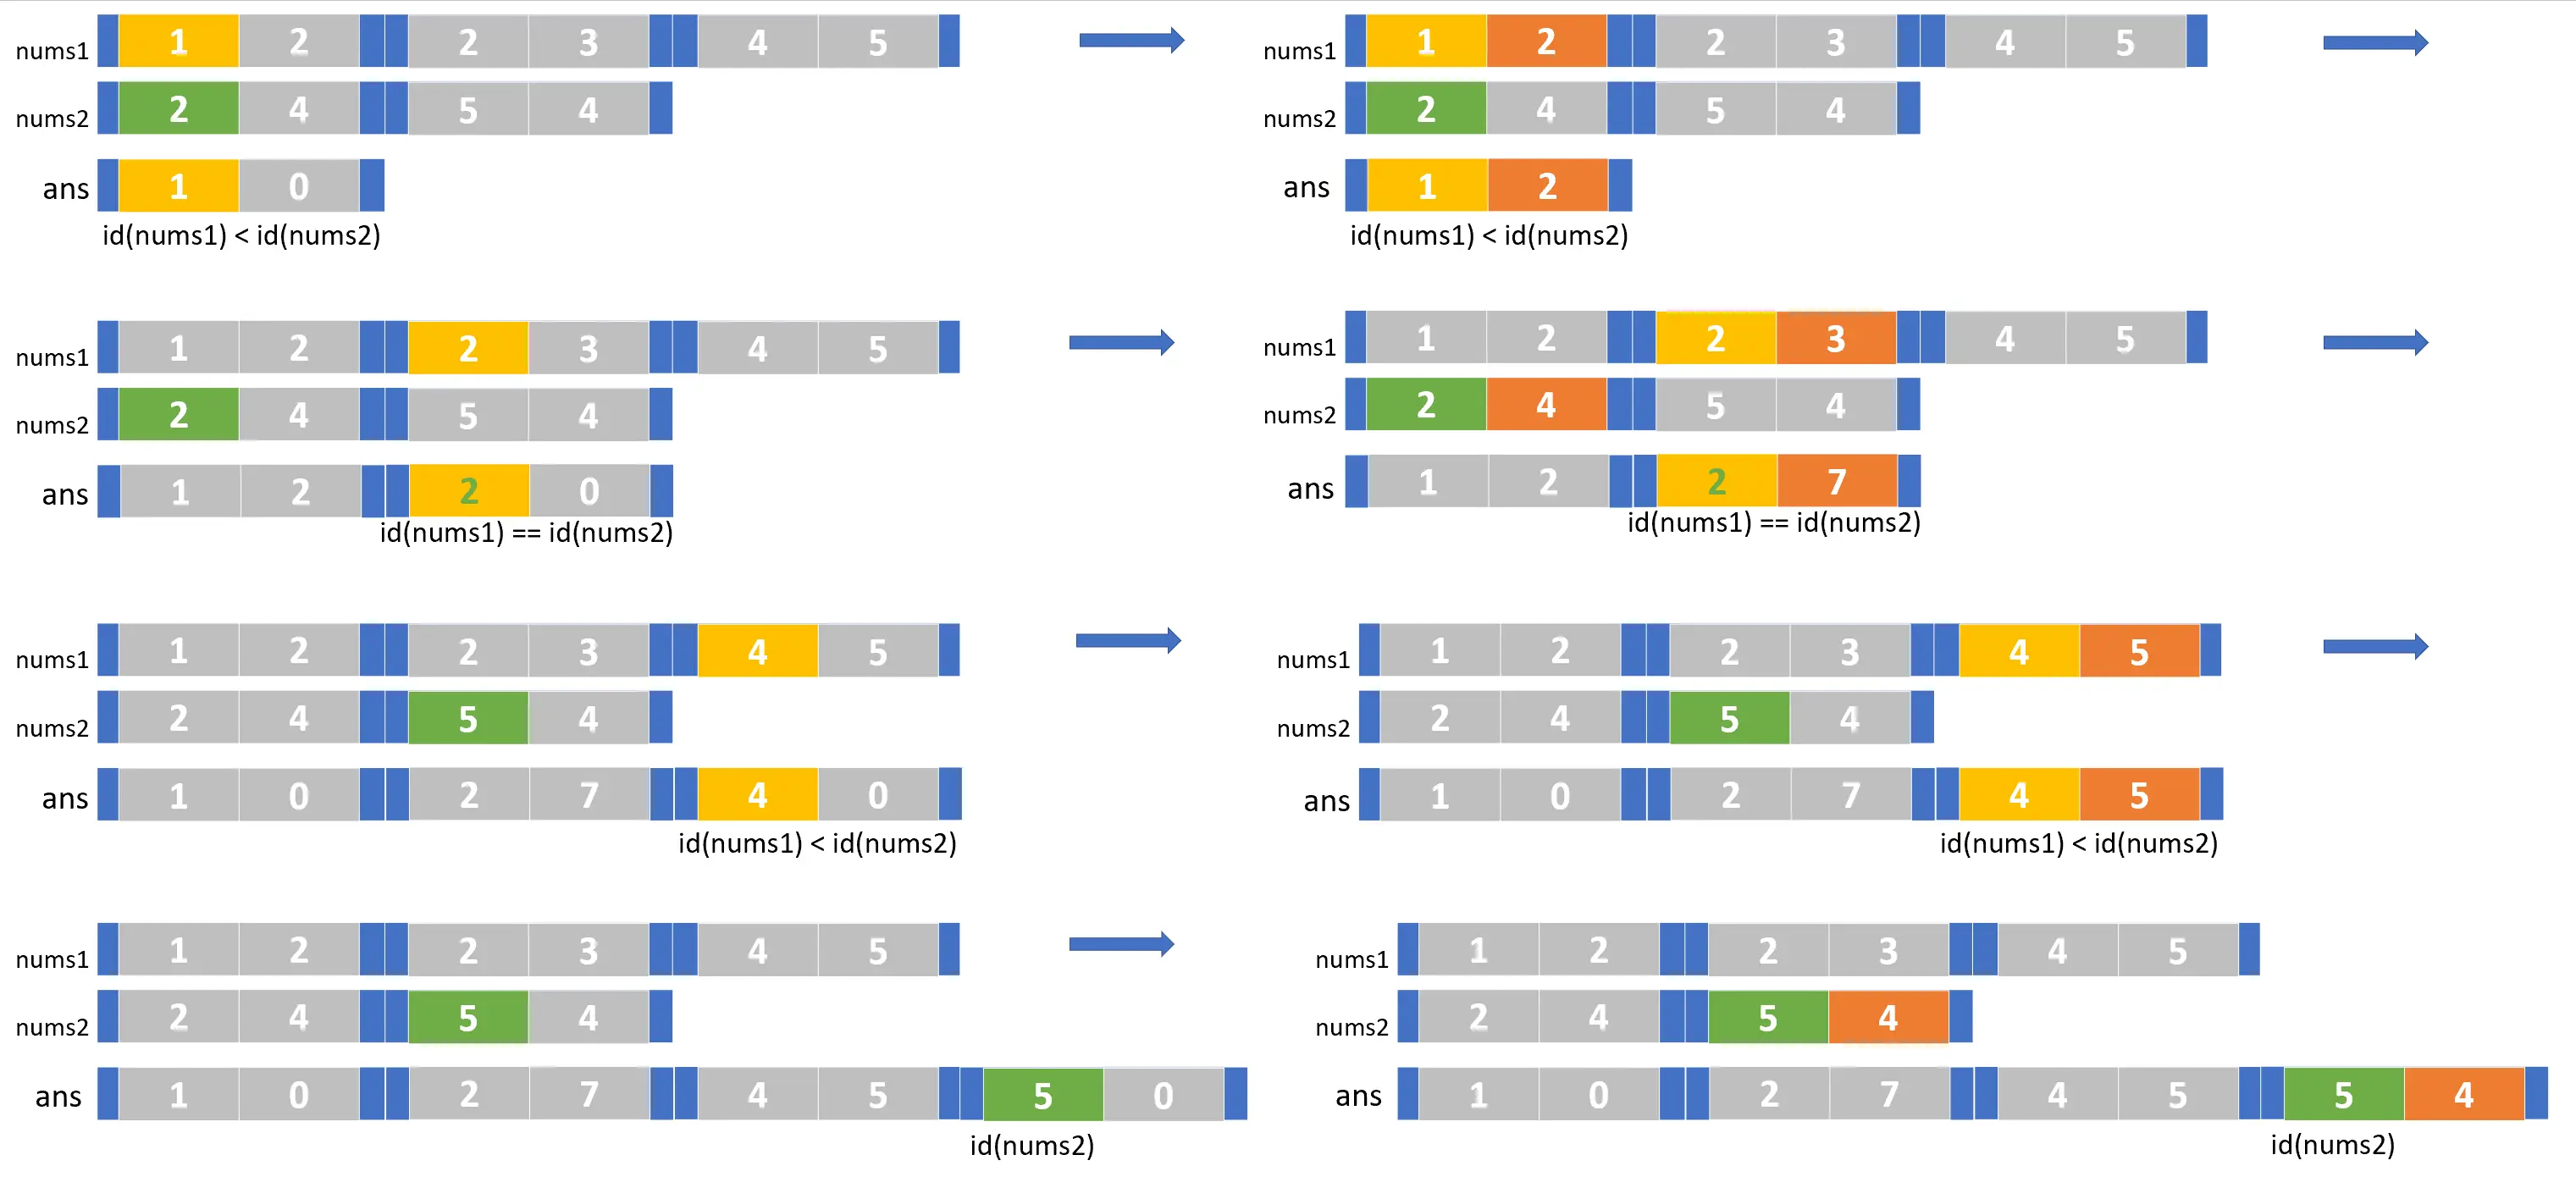 nums1 1 2 2 3 4 5
nums2 2 4 5 4
ans 1 0
id(nums1) < id(nums2)
nums1 1 2 2 3 4 5
nums2 2 4 5 4
ans 1 2
id(nums1) < id(nums2)
nums1 1 2 2 3 4 5
nums2 2 4 5 4
ans 1 2 2 0
id(nums1) == id(nums2)
nums1 1 2 2 3 4 5
nums2 2 4 5 4
ans 1 2 2 7
id(nums1) == id(nums2)
nums1 1 2 2 3 4 5
nums2 2 4 5 4
ans 1 0 2 7 4 0
id(nums1) < id(nums2)
nums1 1 2 2 3 4 5
nums2 2 4 5 4
ans 1 0 2 7 4 5
id(nums1) < id(nums2)
nums1 1 2 2 3 4 5
nums2 2 4 5 4
ans 1 0 2 7 4 5 5 0
id(nums2)
nums1 1 2 2 3 4 5
nums2 2 4 5 4
ans 1 0 2 7 4 5 5 4
id(nums2)